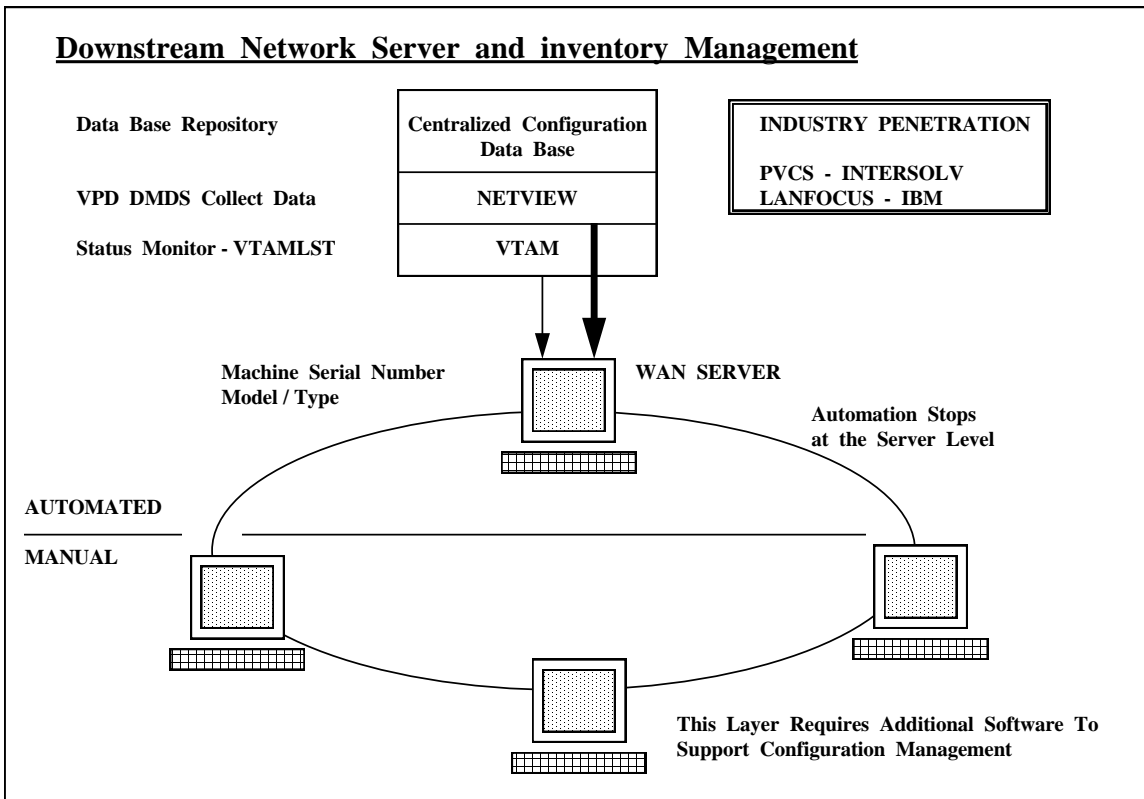 Downstream Network Server and inventory Management
Data Base Repository
Centralized Configuration
Data Base
VPD DMDS Collect Data
NETVIEW
Status Monitor - VTAMLST
VTAM
INDUSTRY PENETRATION
PVCS - INTERSOLV
LANFOCUS - IBM
Machine Serial Number
Model / Type
WAN SERVER
Automation Stops
at the Server Level
AUTOMATED
MANUAL
This Layer Requires Additional Software To
Support Configuration Management